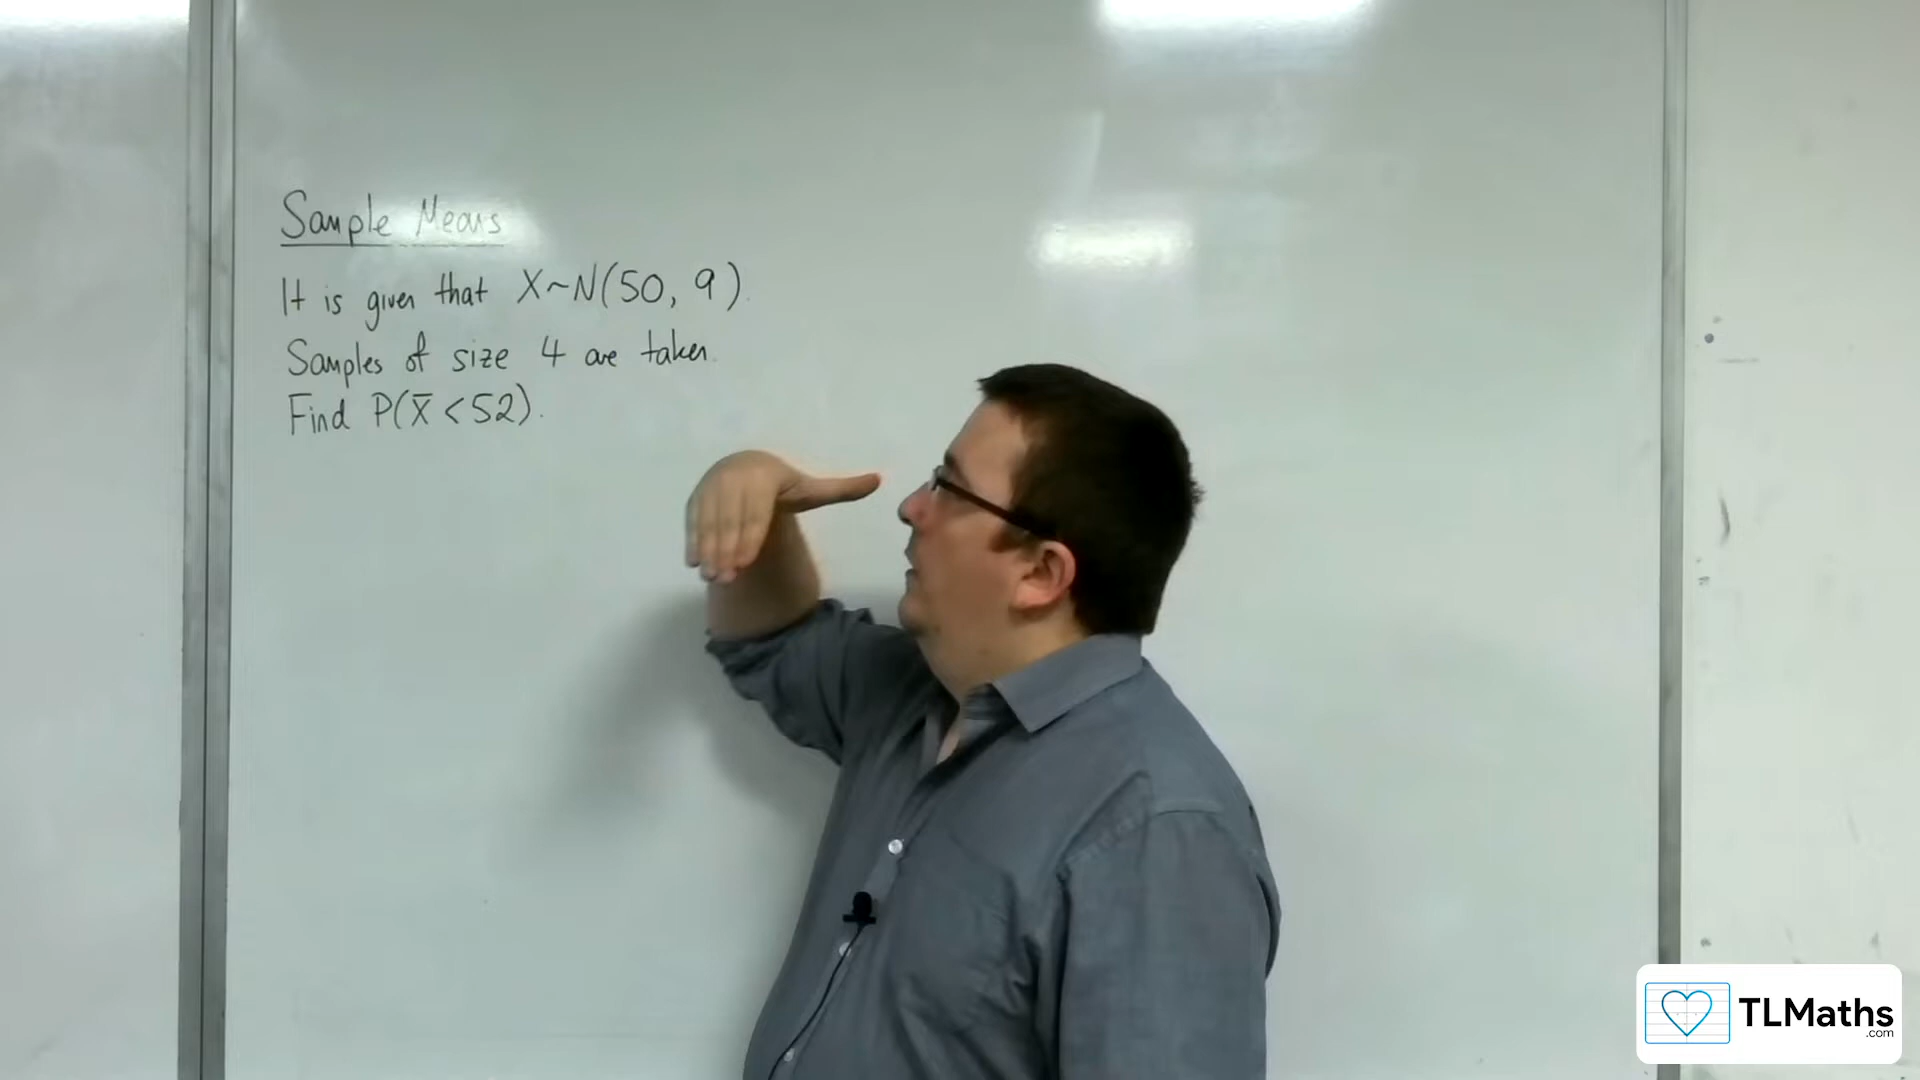 Sample Means
It is given that X~N(50, 9).
Samples of size 4 are taken.
Find P(X̄ < 52).
TLMaths
.com